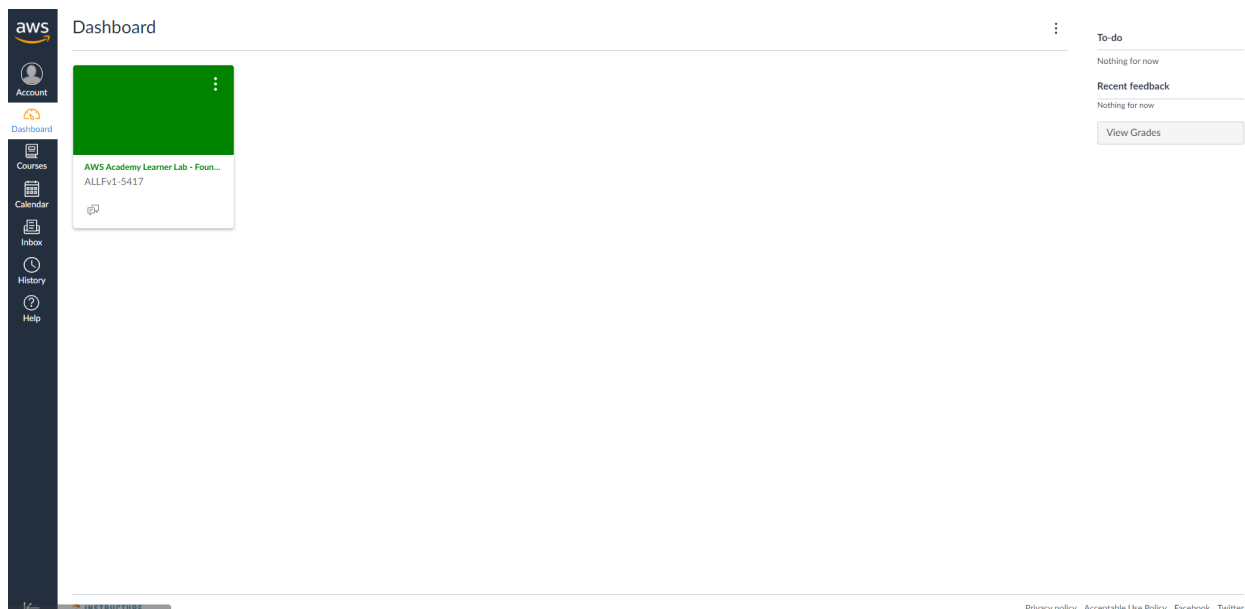 aws
Account
Dashboard
Courses
Calendar
Inbox
History
Help
Dashboard
AWS Academy Learner Lab - Foun...
ALLFv1-5417
To-do
Nothing for now
Recent feedback
Nothing for now
View Grades
INSTRUCTURE
Privacy policy Acceptable Use Policy Facebook Twitter